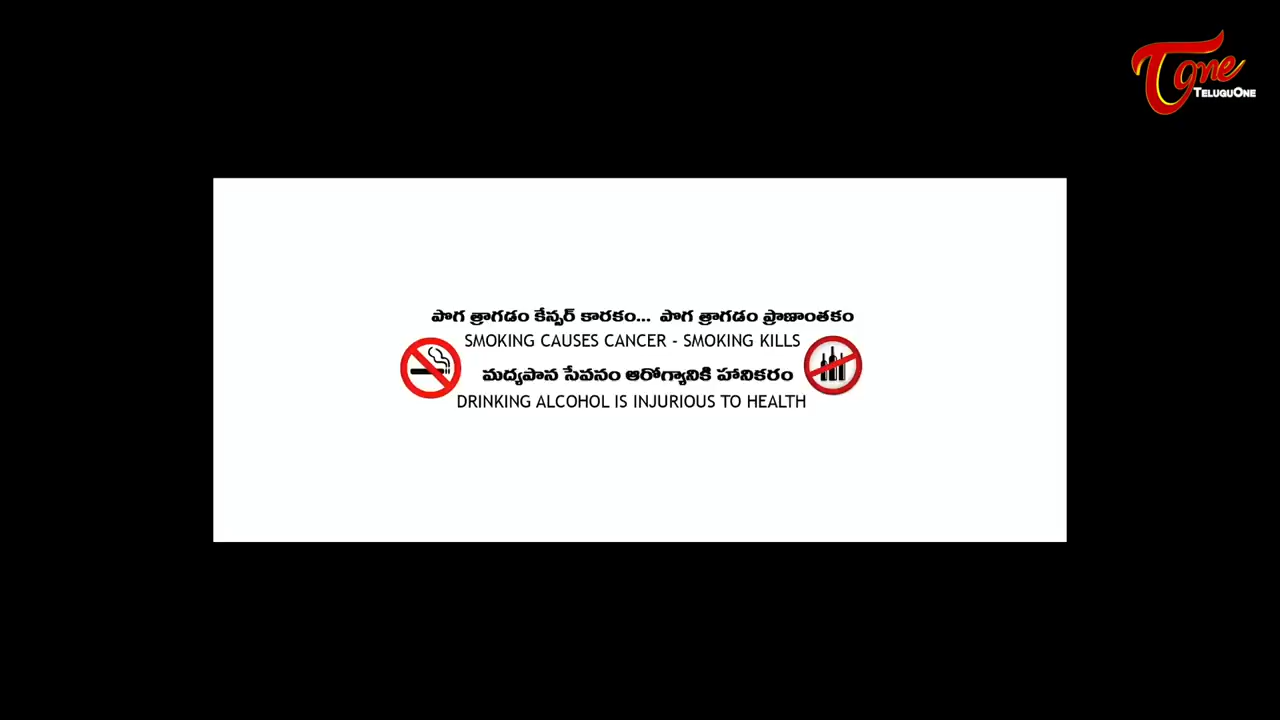 Tone
TELUGUONE
పొగ త్రాగడం కేన్సర్ కారకం... పొగ త్రాగడం ప్రాణాంతకం
SMOKING CAUSES CANCER - SMOKING KILLS
మద్యపాన సేవనం ఆరోగ్యానికి హానికరం
DRINKING ALCOHOL IS INJURIOUS TO HEALTH